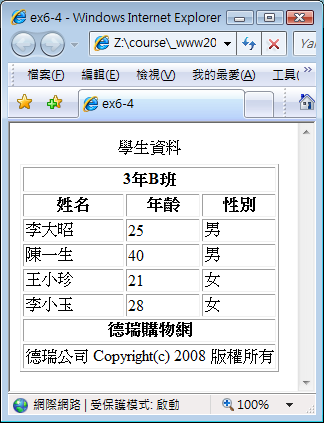 ex6-4 - Windows Internet Explorer
Z:\course\_www20
檔案(F) 編輯(E) 檢視(V) 我的最愛(A) 工具( »
ex6-4
學生資料
3年B班
姓名 年齡 性別
李大昭 25 男
陳一生 40 男
王小珍 21 女
李小玉 28 女
德瑞購物網
德瑞公司 Copyright(c) 2008 版權所有
網際網路 | 受保護模式: 啟動 100%